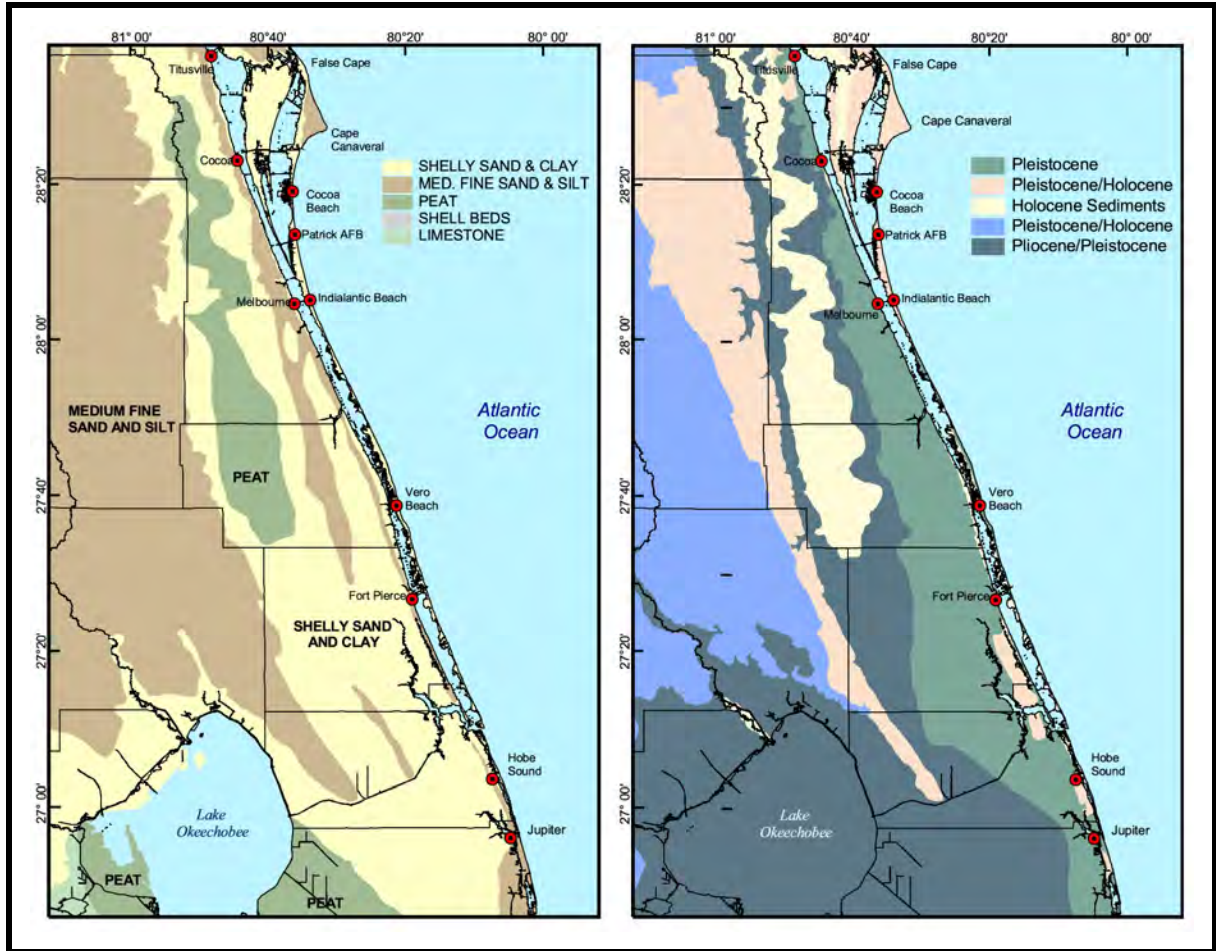 81° 00'
80°40'
80°20'
80° 00'
Titusville
False Cape
Cape
Canaveral
Cocoa
SHELLY SAND & CLAY
MED. FINE SAND & SILT
PEAT
SHELL BEDS
LIMESTONE
28°20'
Cocoa
Beach
Patrick AFB
Melbourne
Indialantic Beach
28° 00'
MEDIUM FINE
SAND AND SILT
Atlantic
Ocean
PEAT
27°40'
Vero
Beach
Fort Pierce
SHELLY SAND
AND CLAY
27°20'
Hobe
Sound
27° 00'
Lake
Okeechobee
Jupiter
PEAT
PEAT
81° 00'
80°40'
80°20'
80° 00'
Titusville
False Cape
Cape Canaveral
Cocoa
Pleistocene
Pleistocene/Holocene
Holocene Sediments
Pleistocene/Holocene
Pliocene/Pleistocene
28°20'
Cocoa
Beach
Patrick AFB
Indialantic Beach
Melbourne
28° 00'
Atlantic
Ocean
27°40'
Vero
Beach
Fort Pierce
27°20'
Hobe
Sound
27° 00'
Lake
Okeechobee
Jupiter